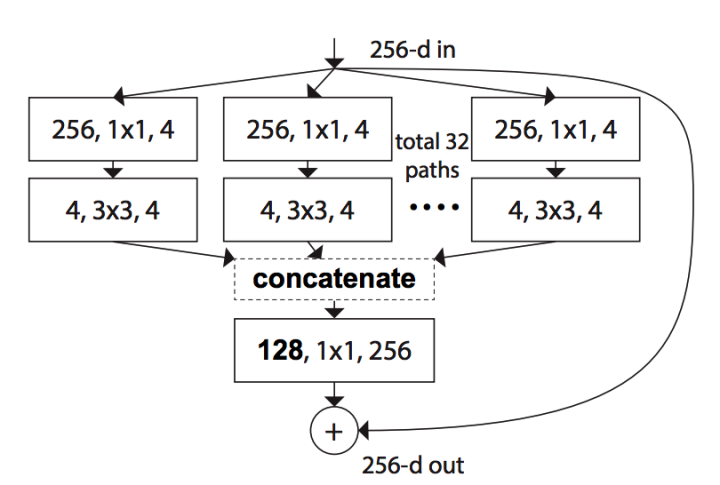 256-d in
256, 1x1, 4
256, 1x1, 4
256, 1x1, 4
total 32
paths
4, 3x3, 4
4, 3x3, 4
....
4, 3x3, 4
concatenate
128, 1x1, 256
+
256-d out